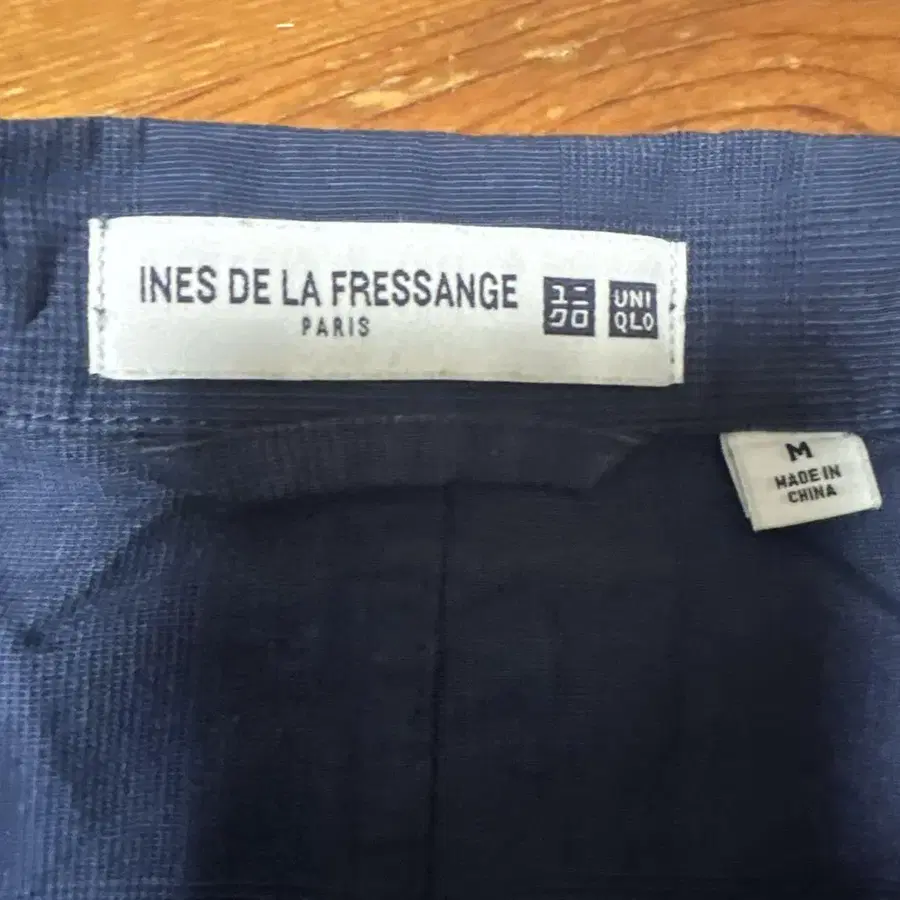 INES DE LA FRESSANGE
PARIS
ユニ
クロ
UNI
QLO
M
MADE IN
CHINA